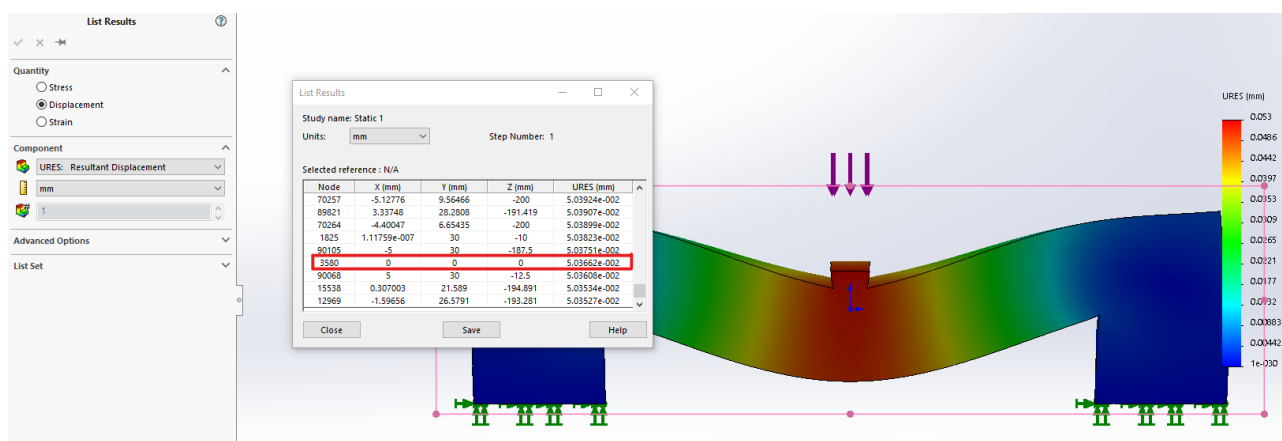 List Results
Quantity
Stress
Displacement
Strain
Component
URES: Resultant Displacement
mm
1
Advanced Options
List Set
List Results
Study name: Static 1
Units: mm Step Number: 1
Selected reference : N/A
Node X (mm) Y (mm) Z (mm) URES (mm)
70257 -5.12776 9.56466 -200 5.03924e-002
89821 3.33748 28.2808 -191.419 5.03907e-002
70264 -4.40047 6.65435 -200 5.03899e-002
1825 1.11759e-007 30 -10 5.03823e-002
90105 -5 30 -187.5 5.03751e-002
3580 0 0 0 5.03662e-002
90068 5 30 -12.5 5.03608e-002
15538 0.307003 21.589 -194.891 5.03534e-002
12969 -1.59656 26.5791 -193.281 5.03527e-002
Close Save Help
URES (mm)
0.053
0.0486
0.0442
0.0397
0.0353
0.0309
0.0265
0.0221
0.0177
0.0132
0.00883
0.00442
1e-030